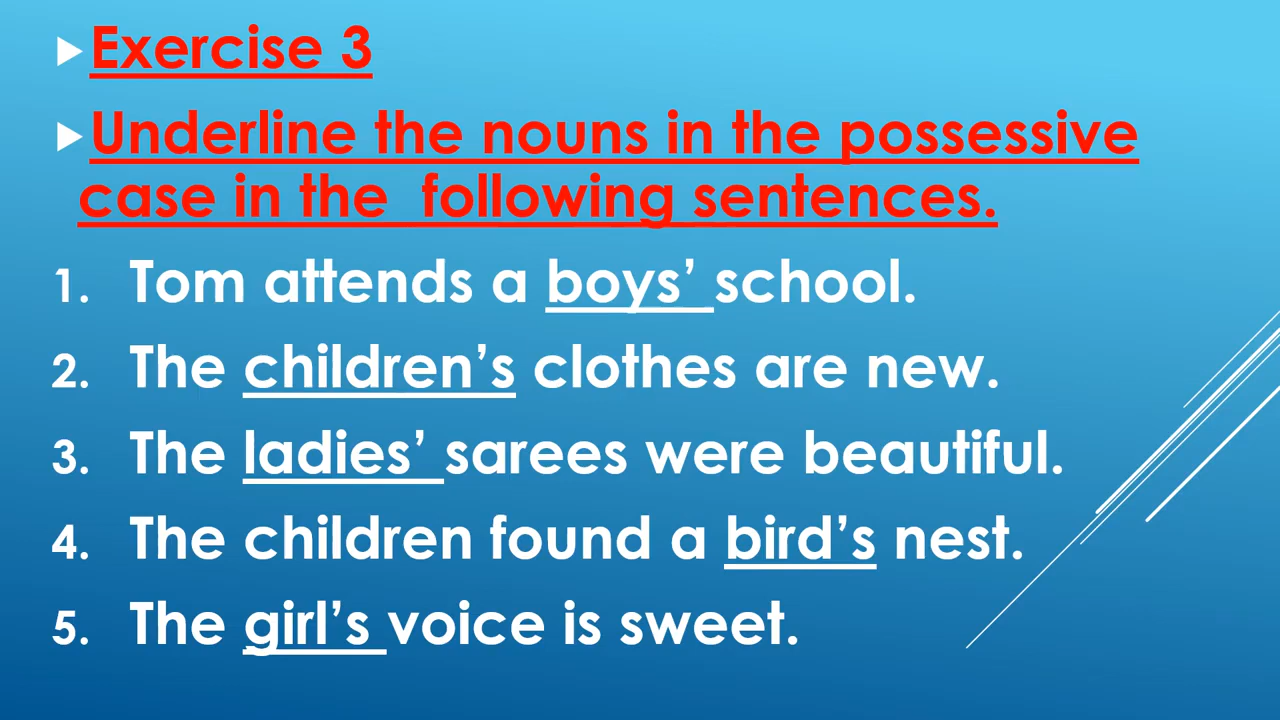 Exercise 3
Underline the nouns in the possessive
case in the following sentences.
1. Tom attends a boys’ school.
2. The children’s clothes are new.
3. The ladies’ sarees were beautiful.
4. The children found a bird’s nest.
5. The girl’s voice is sweet.